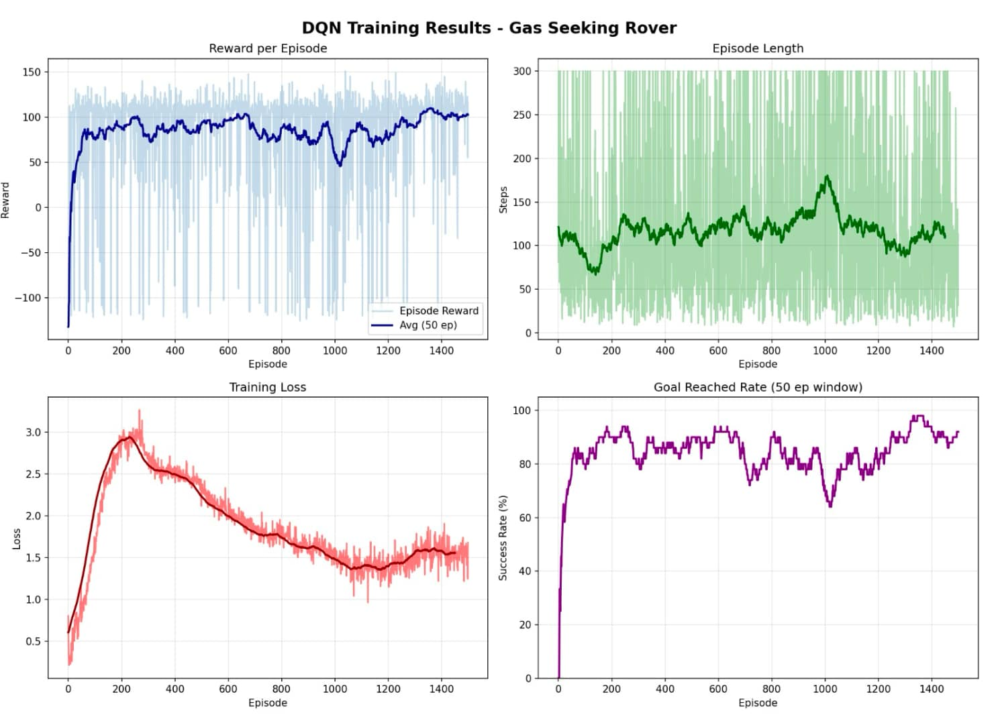 DQN Training Results - Gas Seeking Rover
Reward per Episode
150
100
50
0
−50
−100
Reward
0 200 400 600 800 1000 1200 1400
Episode
Episode Reward
Avg (50 ep)
Episode Length
300
250
200
150
100
50
0
Steps
0 200 400 600 800 1000 1200 1400
Episode
Training Loss
3.0
2.5
2.0
1.5
1.0
0.5
Loss
0 200 400 600 800 1000 1200 1400
Episode
Goal Reached Rate (50 ep window)
100
80
60
40
20
0
Success Rate (%)
0 200 400 600 800 1000 1200 1400
Episode